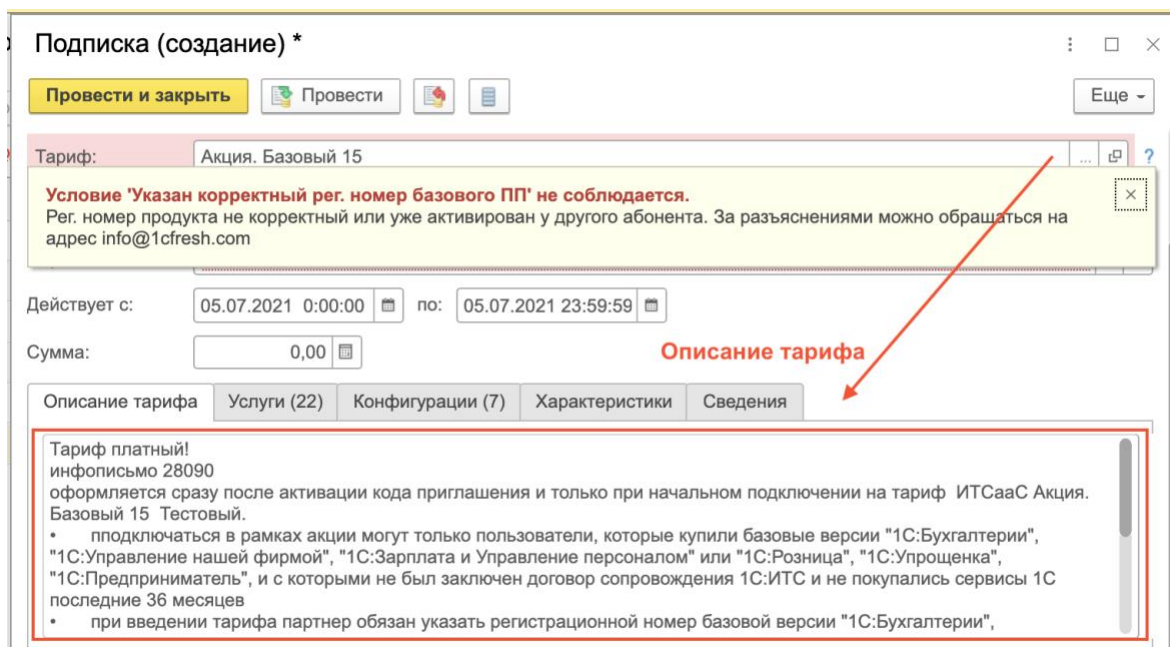 Подписка (создание) *
Провести и закрыть Провести Еще
Тариф: Акция. Базовый 15 ... ?
Условие 'Указан корректный рег. номер базового ПП' не соблюдается.
Рег. номер продукта не корректный или уже активирован у другого абонента. За разъяснениями можно обращаться на
адрес info@1cfresh.com
Действует с: 05.07.2021 0:00:00 по: 05.07.2021 23:59:59
Сумма: 0,00
Описание тарифа
Описание тарифа Услуги (22) Конфигурации (7) Характеристики Сведения
Тариф платный!
инфописьмо 28090
оформляется сразу после активации кода приглашения и только при начальном подключении на тариф ИТСааС Акция.
Базовый 15 Тестовый.
• пподключаться в рамках акции могут только пользователи, которые купили базовые версии "1С:Бухгалтерии",
"1С:Управление нашей фирмой", "1С:Зарплата и Управление персоналом" или "1С:Розница", "1С:Упрощенка",
"1С:Предприниматель", и с которыми не был заключен договор сопровождения 1С:ИТС и не покупались сервисы 1С
последние 36 месяцев
• при введении тарифа партнер обязан указать регистрационной номер базовой версии "1С:Бухгалтерии",